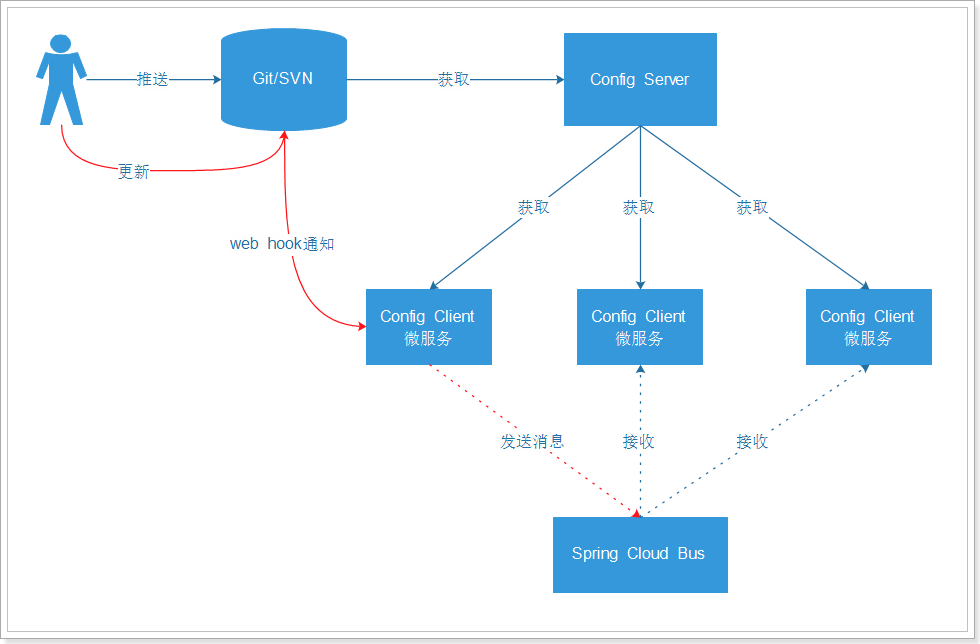 推送
Git/SVN
获取
Config Server
更新
获取
获取
获取
web hook通知
Config Client
微服务
Config Client
微服务
Config Client
微服务
发送消息
接收
接收
Spring Cloud Bus